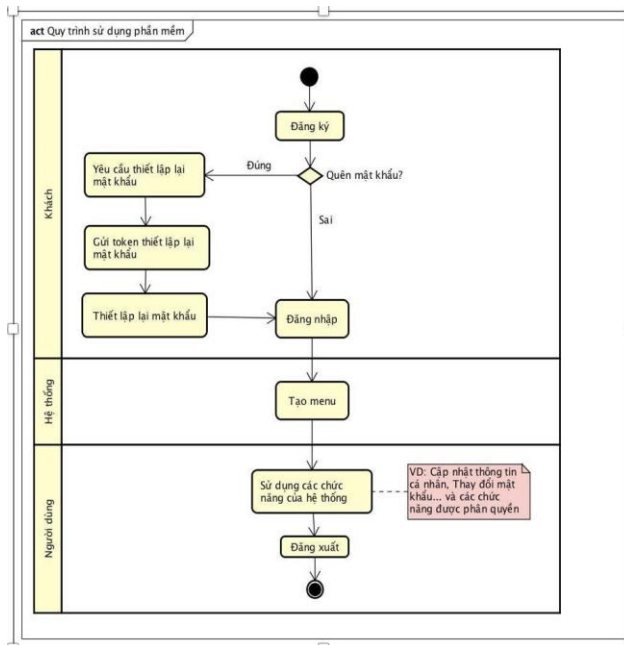 act Quy trình sử dụng phần mềm
Khách
Đăng ký
Quên mật khẩu?
Đúng
Yêu cầu thiết lập lại
mật khẩu
Sai
Gửi token thiết lập lại
mật khẩu
Thiết lập lại mật khẩu
Đăng nhập
Hệ thống
Tạo menu
Người dùng
Sử dụng các chức
năng của hệ thống
VD: Cập nhật thông tin
cá nhân, Thay đổi mật
khẩu... và các chức
năng được phân quyền
Đăng xuất